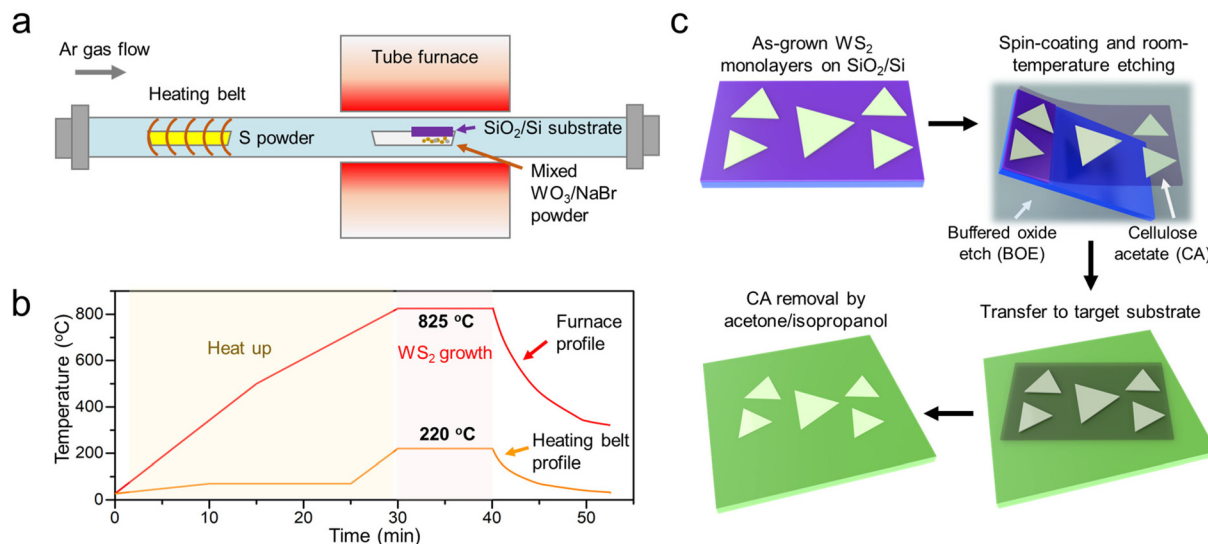 a
Ar gas flow
Heating belt
S powder
Tube furnace
SiO₂/Si substrate
Mixed
WO₃/NaBr
powder
b
Temperature (ºC)
800
600
400
200
0
Heat up
825 ºC
WS₂ growth
220 ºC
Furnace
profile
Heating belt
profile
0
10
20
30
40
50
Time (min)
c
As-grown WS₂
monolayers on SiO₂/Si
Spin-coating and room-
temperature etching
Buffered oxide
etch (BOE)
Cellulose
acetate (CA)
CA removal by
acetone/isopropanol
Transfer to target substrate